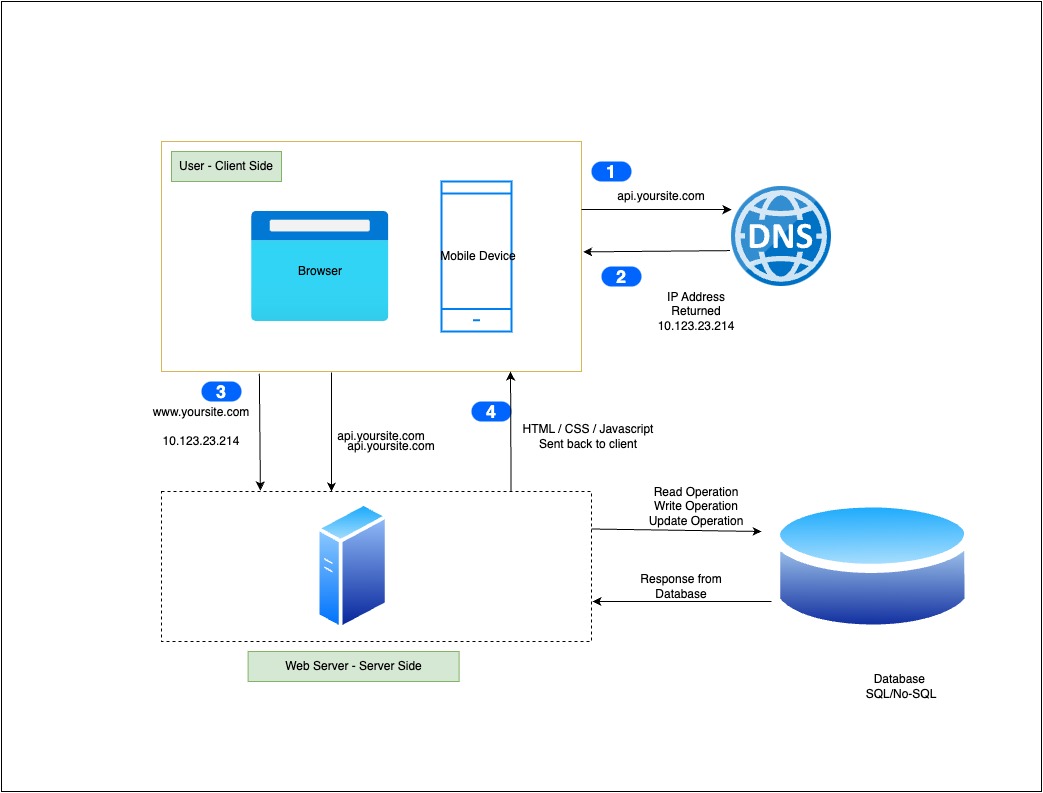 User - Client Side
1
api.yoursite.com
DNS
Browser
Mobile Device
2
IP Address
Returned
10.123.23.214
3
www.yoursite.com
10.123.23.214
api.yoursite.com
api.yoursite.com
4
HTML / CSS / Javascript
Sent back to client
Read Operation
Write Operation
Update Operation
Response from
Database
Web Server - Server Side
Database
SQL/No-SQL